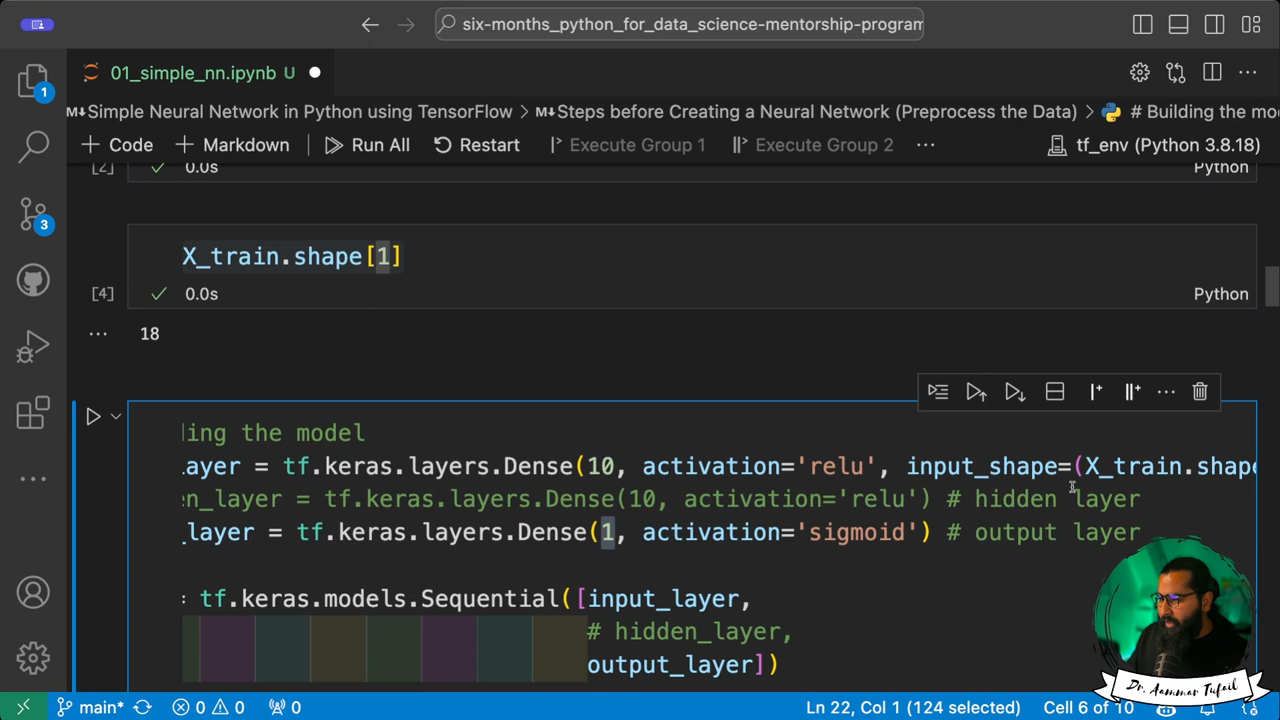 six-months_python_for_data_science-mentorship-program
01_simple_nn.ipynb U
Simple Neural Network in Python using TensorFlow > Steps before Creating a Neural Network (Preprocess the Data) > # Building the mo
+ Code + Markdown Run All Restart Execute Group 1 Execute Group 2 ... tf_env (Python 3.8.18)
[2] 0.0s Python
X_train.shape[1]
[4] 0.0s Python
18
ling the model
layer = tf.keras.layers.Dense(10, activation='relu', input_shape=(X_train.shape
en_layer = tf.keras.layers.Dense(10, activation='relu') # hidden layer
_layer = tf.keras.layers.Dense(1, activation='sigmoid') # output layer
= tf.keras.models.Sequential([input_layer,
# hidden_layer,
output_layer])
1
3
Dr. Aammar Tufail
main* 0 0 0 Ln 22, Col 1 (124 selected) Cell 6 of 10